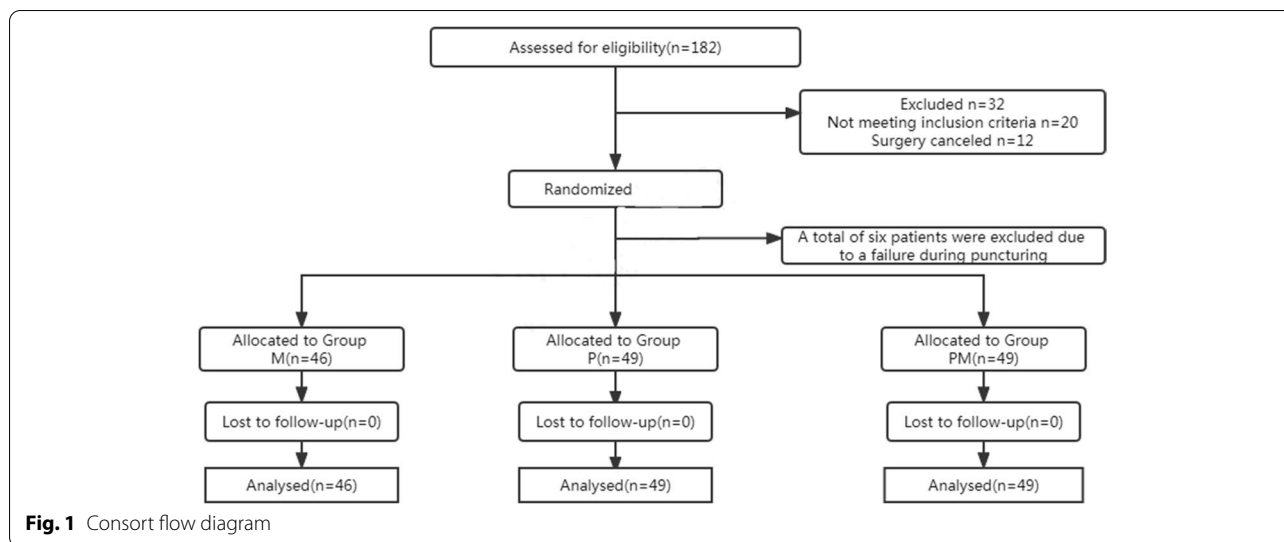 Assessed for eligibility(n=182)
Excluded n=32
Not meeting inclusion criteria n=20
Surgery canceled n=12
Randomized
A total of six patients were excluded due
to a failure during puncturing
Allocated to Group
M(n=46)
Allocated to Group
P(n=49)
Allocated to Group
PM(n=49)
Lost to follow-up(n=0)
Lost to follow-up(n=0)
Lost to follow-up(n=0)
Analysed(n=46)
Analysed(n=49)
Analysed(n=49)
Fig. 1 Consort flow diagram